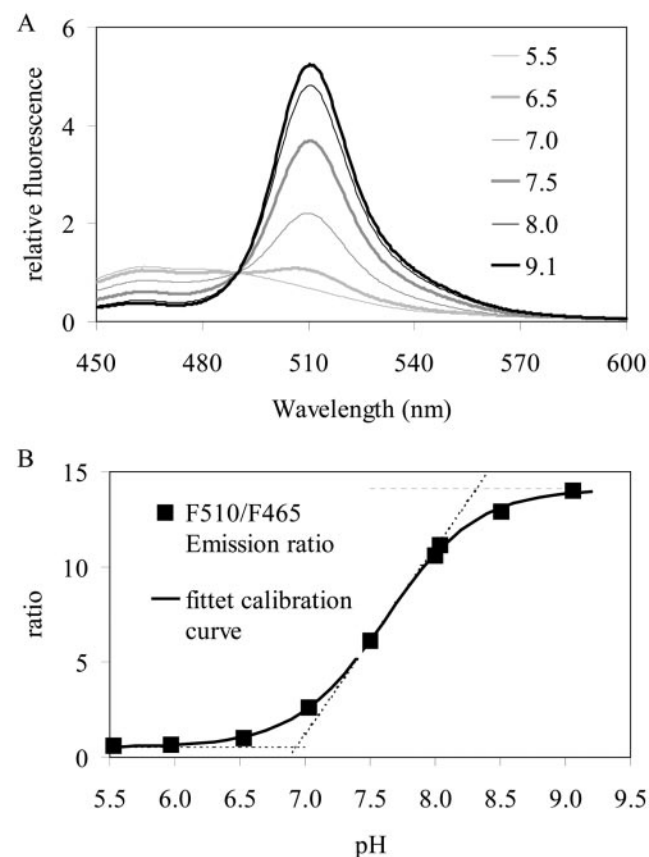 A
6
4
2
0
relative fluorescence
5.5
6.5
7.0
7.5
8.0
9.1
450 480 510 540 570 600
Wavelength (nm)
B
15
10
5
0
ratio
F510/F465
Emission ratio
fittet calibration
curve
5.5 6.0 6.5 7.0 7.5 8.0 8.5 9.0 9.5
pH